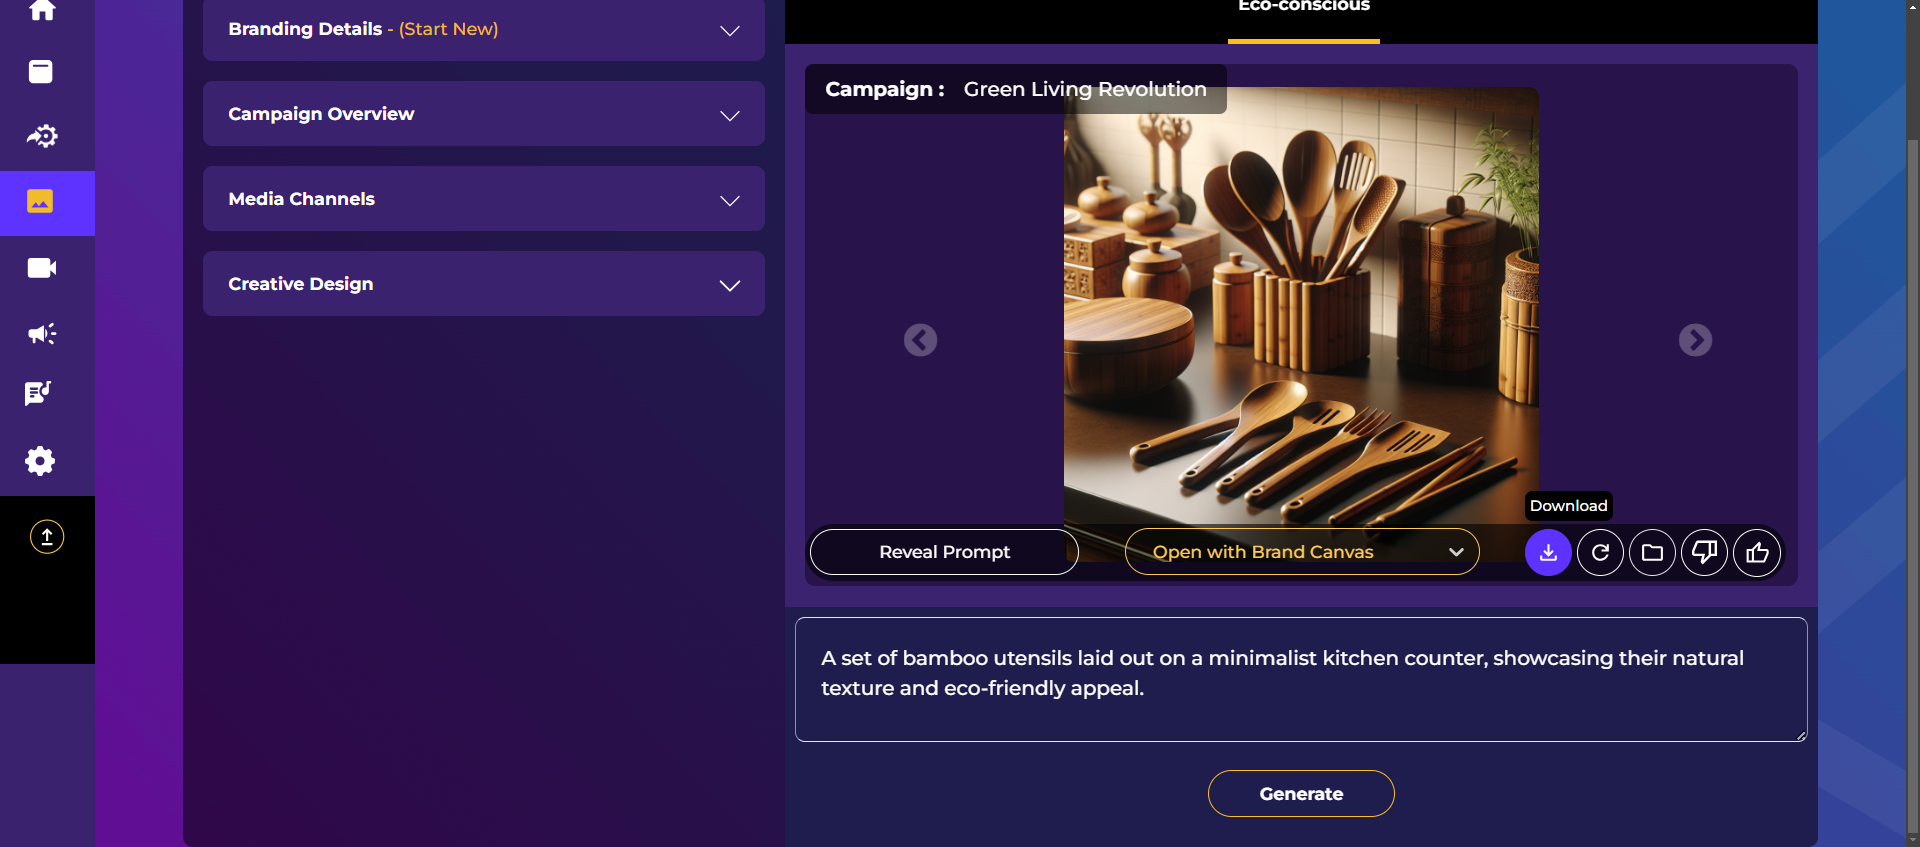 Eco-conscious
Branding Details - (Start New)
Campaign Overview
Media Channels
Creative Design
Campaign : Green Living Revolution
Download
Reveal Prompt
Open with Brand Canvas
A set of bamboo utensils laid out on a minimalist kitchen counter, showcasing their natural
texture and eco-friendly appeal.
Generate